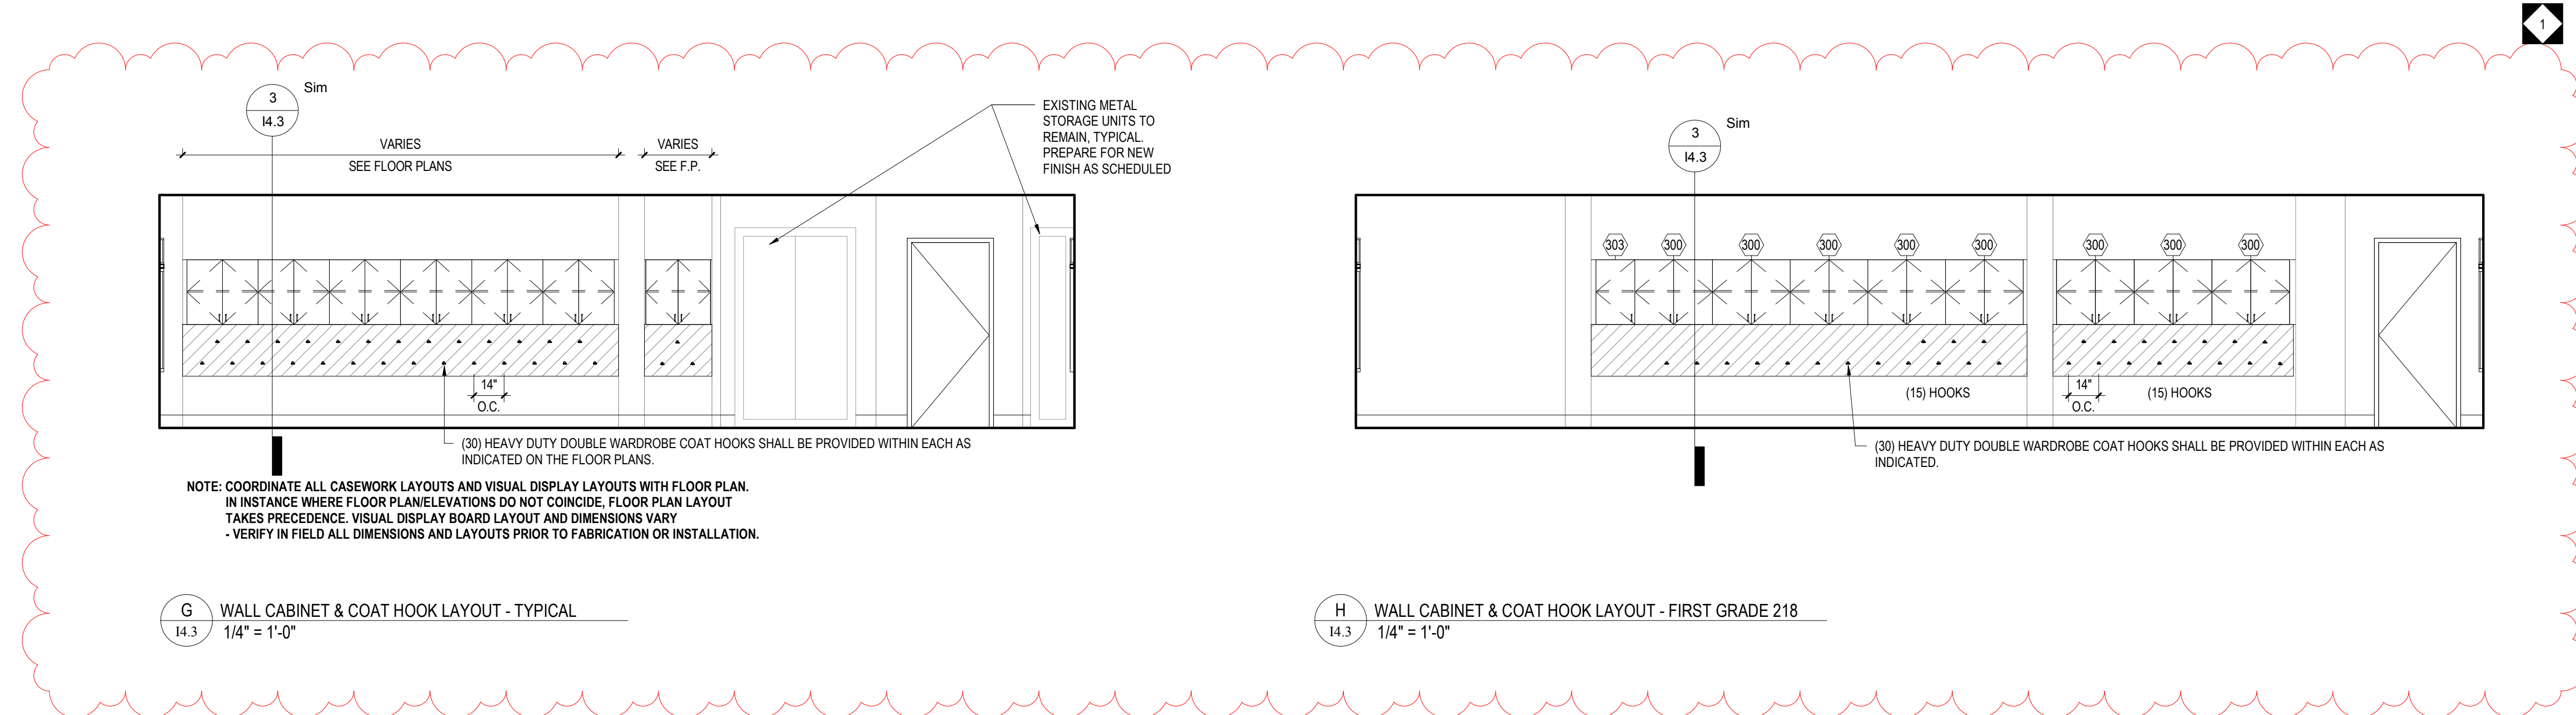 1
3
I4.3
Sim
VARIES
SEE FLOOR PLANS
VARIES
SEE F.P.
EXISTING METAL
STORAGE UNITS TO
REMAIN, TYPICAL.
PREPARE FOR NEW
FINISH AS SCHEDULED
14"
O.C.
(30) HEAVY DUTY DOUBLE WARDROBE COAT HOOKS SHALL BE PROVIDED WITHIN EACH AS
INDICATED ON THE FLOOR PLANS.
NOTE: COORDINATE ALL CASEWORK LAYOUTS AND VISUAL DISPLAY LAYOUTS WITH FLOOR PLAN.
IN INSTANCE WHERE FLOOR PLAN/ELEVATIONS DO NOT COINCIDE, FLOOR PLAN LAYOUT
TAKES PRECEDENCE. VISUAL DISPLAY BOARD LAYOUT AND DIMENSIONS VARY
- VERIFY IN FIELD ALL DIMENSIONS AND LAYOUTS PRIOR TO FABRICATION OR INSTALLATION.
G
I4.3
WALL CABINET & COAT HOOK LAYOUT - TYPICAL
1/4" = 1'-0"
3
I4.3
Sim
303 300 300 300 300 300 300 300 300
(15) HOOKS
14"
O.C.
(15) HOOKS
(30) HEAVY DUTY DOUBLE WARDROBE COAT HOOKS SHALL BE PROVIDED WITHIN EACH AS
INDICATED.
H
I4.3
WALL CABINET & COAT HOOK LAYOUT - FIRST GRADE 218
1/4" = 1'-0"